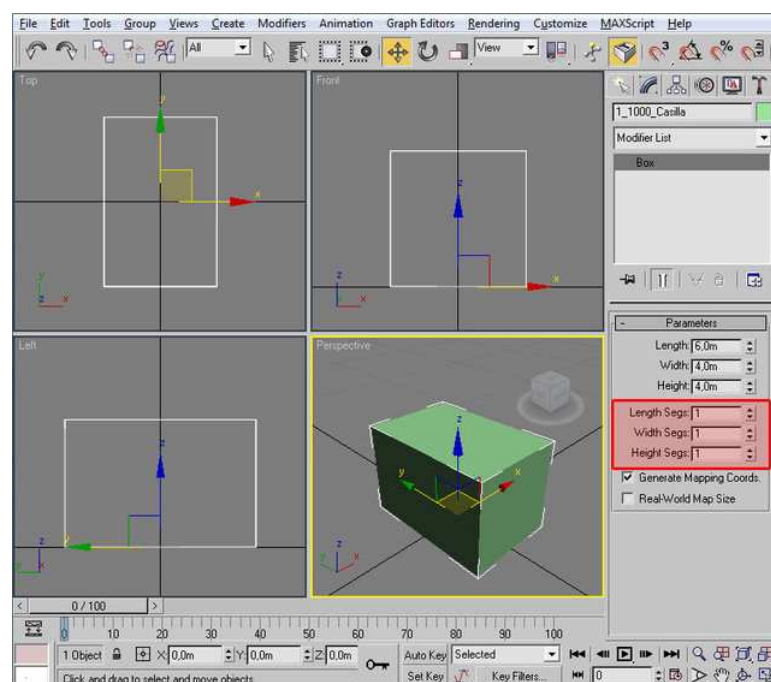 File Edit Tools Group Views Create Modifiers Animation Graph Editors Rendering Customize MAXScript Help
All
View
Top
Front
Left
Perspective
y
x
z
1_1000_Casilla
Modifier List
Box
- Parameters
Length: 6,0m
Width: 4,0m
Height: 4,0m
Length Segs: 1
Width Segs: 1
Height Segs: 1
Generate Mapping Coords.
Real-World Map Size
< 0 / 100 >
0 10 20 30 40 50 60 70 80 90 100
1 Object X: 0,0m Y: 0,0m Z: 0,0m Auto Key Selected
Click and drag to select and move objects Set Key Key Filters... 0